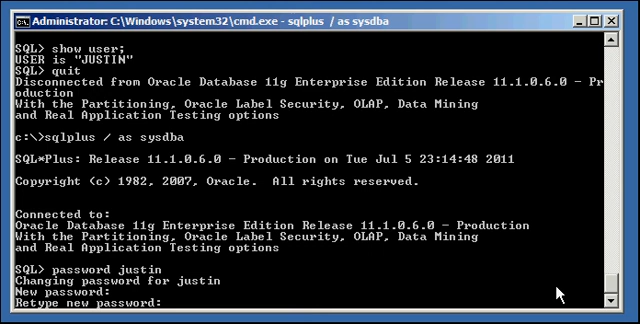 Administrator: C:\Windows\system32\cmd.exe - sqlplus / as sysdba
SQL> show user;
USER is "JUSTIN"
SQL> quit
Disconnected from Oracle Database 11g Enterprise Edition Release 11.1.0.6.0 - Pr
oduction
With the Partitioning, Oracle Label Security, OLAP, Data Mining
and Real Application Testing options
c:\>sqlplus / as sysdba
SQL*Plus: Release 11.1.0.6.0 - Production on Tue Jul 5 23:14:48 2011
Copyright (c) 1982, 2007, Oracle.  All rights reserved.
Connected to:
Oracle Database 11g Enterprise Edition Release 11.1.0.6.0 - Production
With the Partitioning, Oracle Label Security, OLAP, Data Mining
and Real Application Testing options
SQL> password justin
Changing password for justin
New password:
Retype new password: